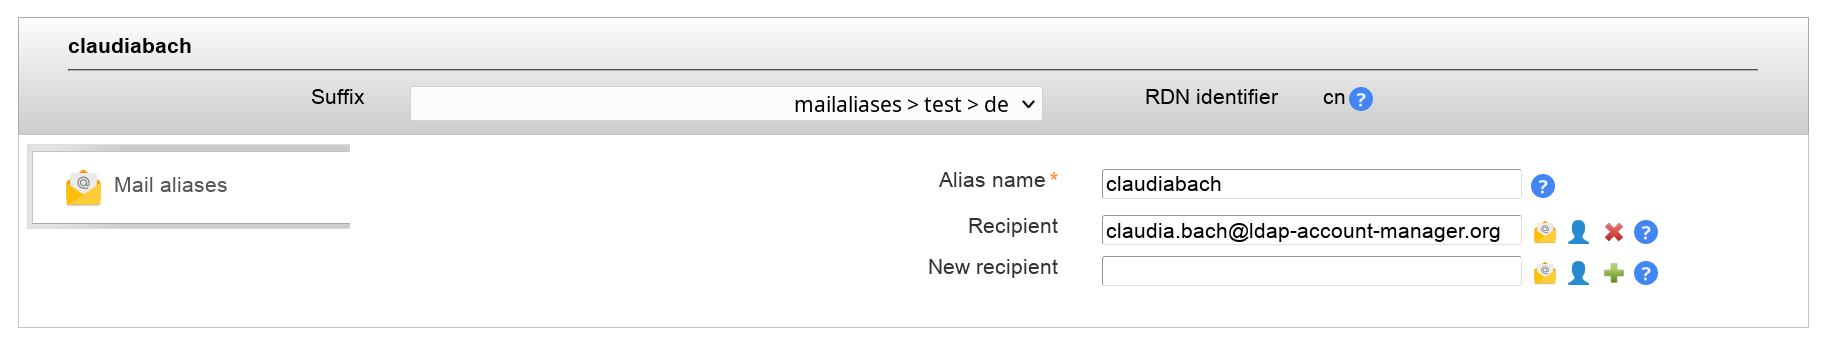 claudiabach
Suffix mailaliases > test > de RDN identifier cn ?
Mail aliases
Alias name * claudiabach ?
Recipient claudia.bach@ldap-account-manager.org ?
New recipient ?